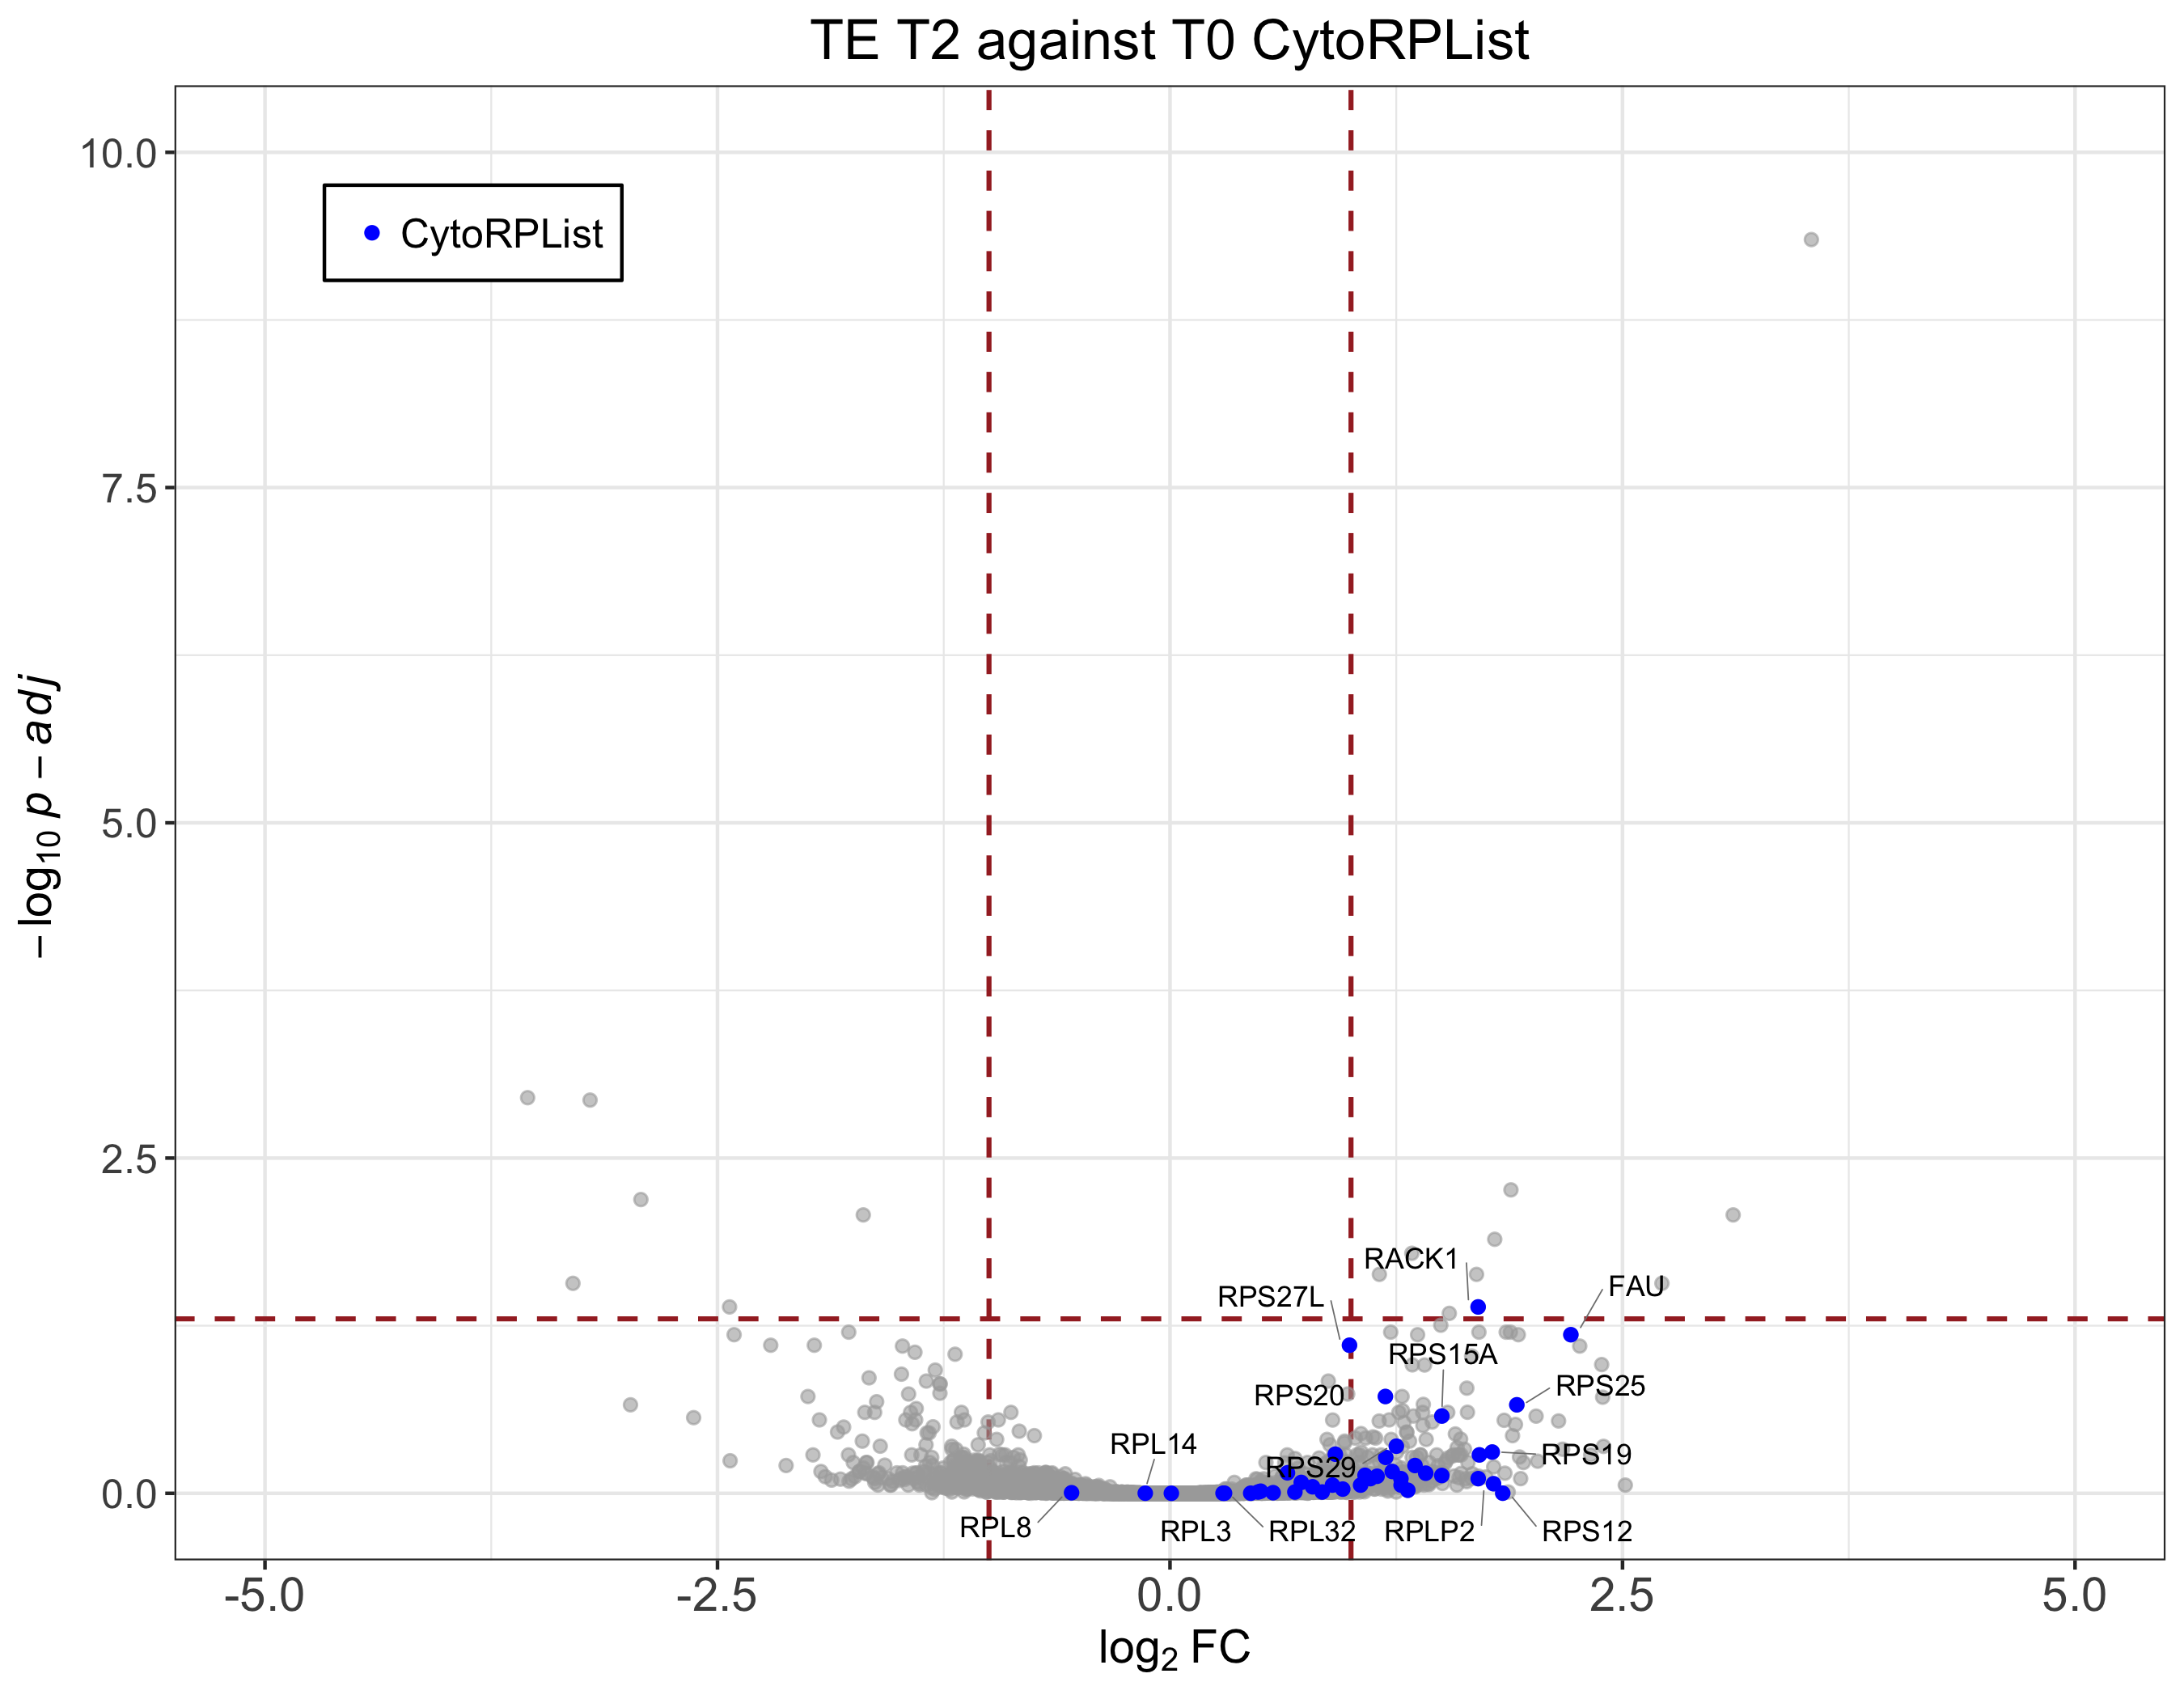 TE T2 against T0 CytoRPList
10.0
CytoRPList
7.5
5.0
2.5
0.0
−log10 p − adj
RACK1
FAU
RPS27L
RPS15A
RPS25
RPS20
RPL14
RPS19
RPS29
RPL8
RPL3
RPL32
RPLP2
RPS12
-5.0
-2.5
0.0
2.5
5.0
log2 FC